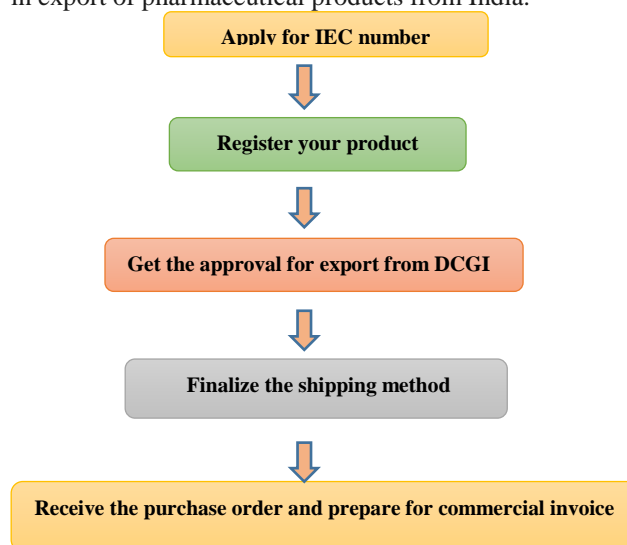 in export of pharmaceutical products from India.
Apply for IEC number
Register your product
Get the approval for export from DCGI
Finalize the shipping method
Receive the purchase order and prepare for commercial invoice